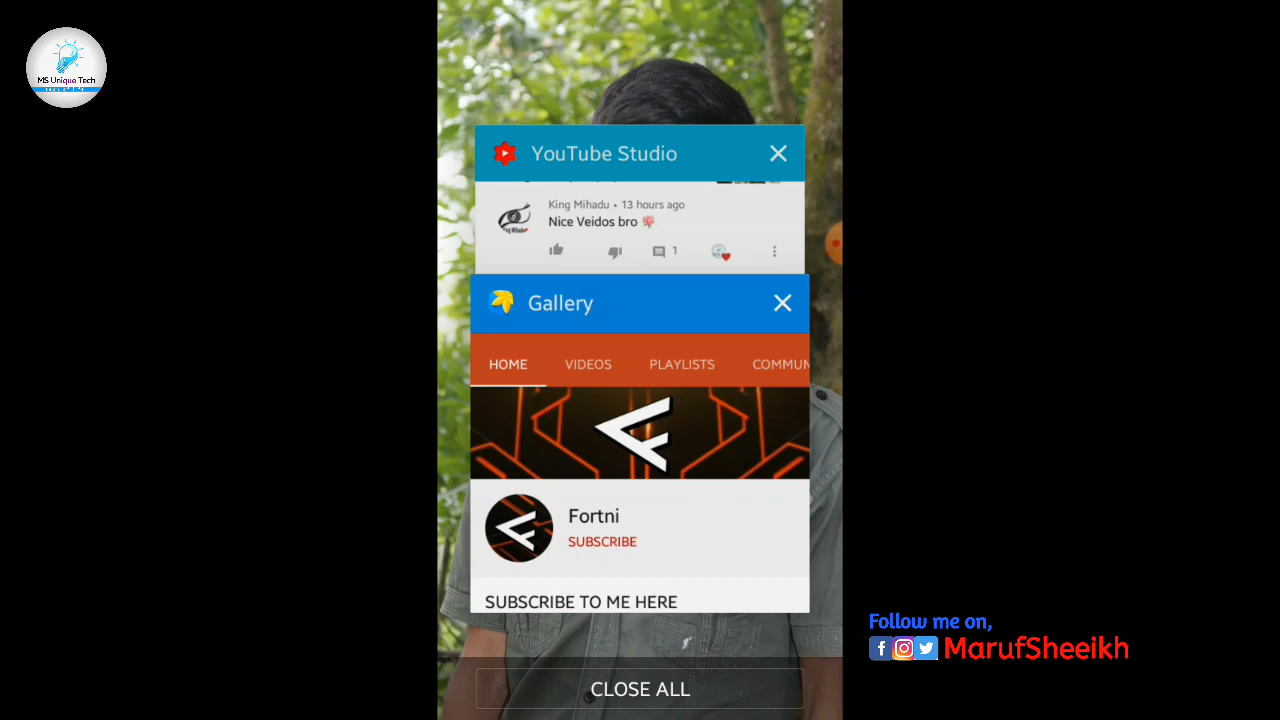 MS Unique Tech
YouTube Studio
King Mihadu • 13 hours ago
Nice Veidos bro
1
Gallery
HOME VIDEOS PLAYLISTS COMMUN
Fortni
SUBSCRIBE
SUBSCRIBE TO ME HERE
Follow me on,
MarufSheeikh
CLOSE ALL